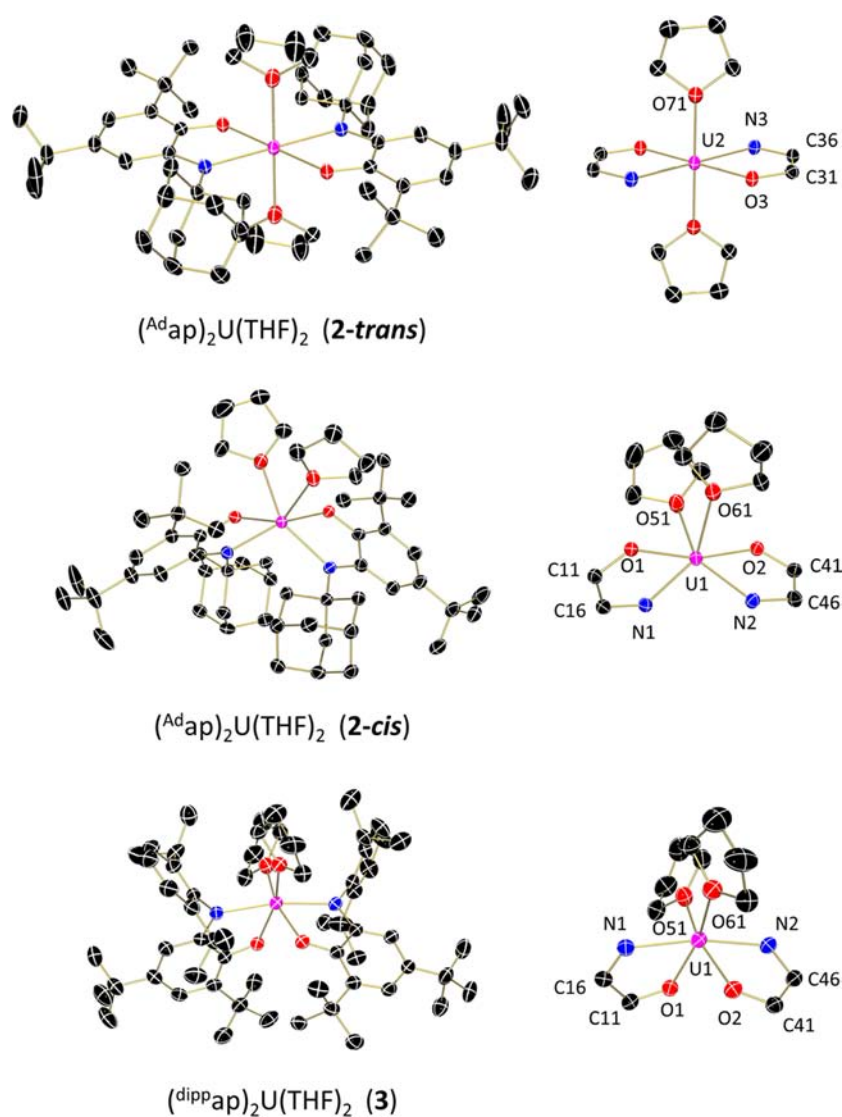 O71
N3
U2
C36
C31
O3
(ᴬᵈap)₂U(THF)₂ (2-trans)
O51
O61
C11
O1
U1
O2
C41
C16
N1
N2
C46
(ᴬᵈap)₂U(THF)₂ (2-cis)
N1
O51
O61
N2
U1
C16
C46
C11
O1
O2
C41
(ᵈⁱᵖᵖap)₂U(THF)₂ (3)